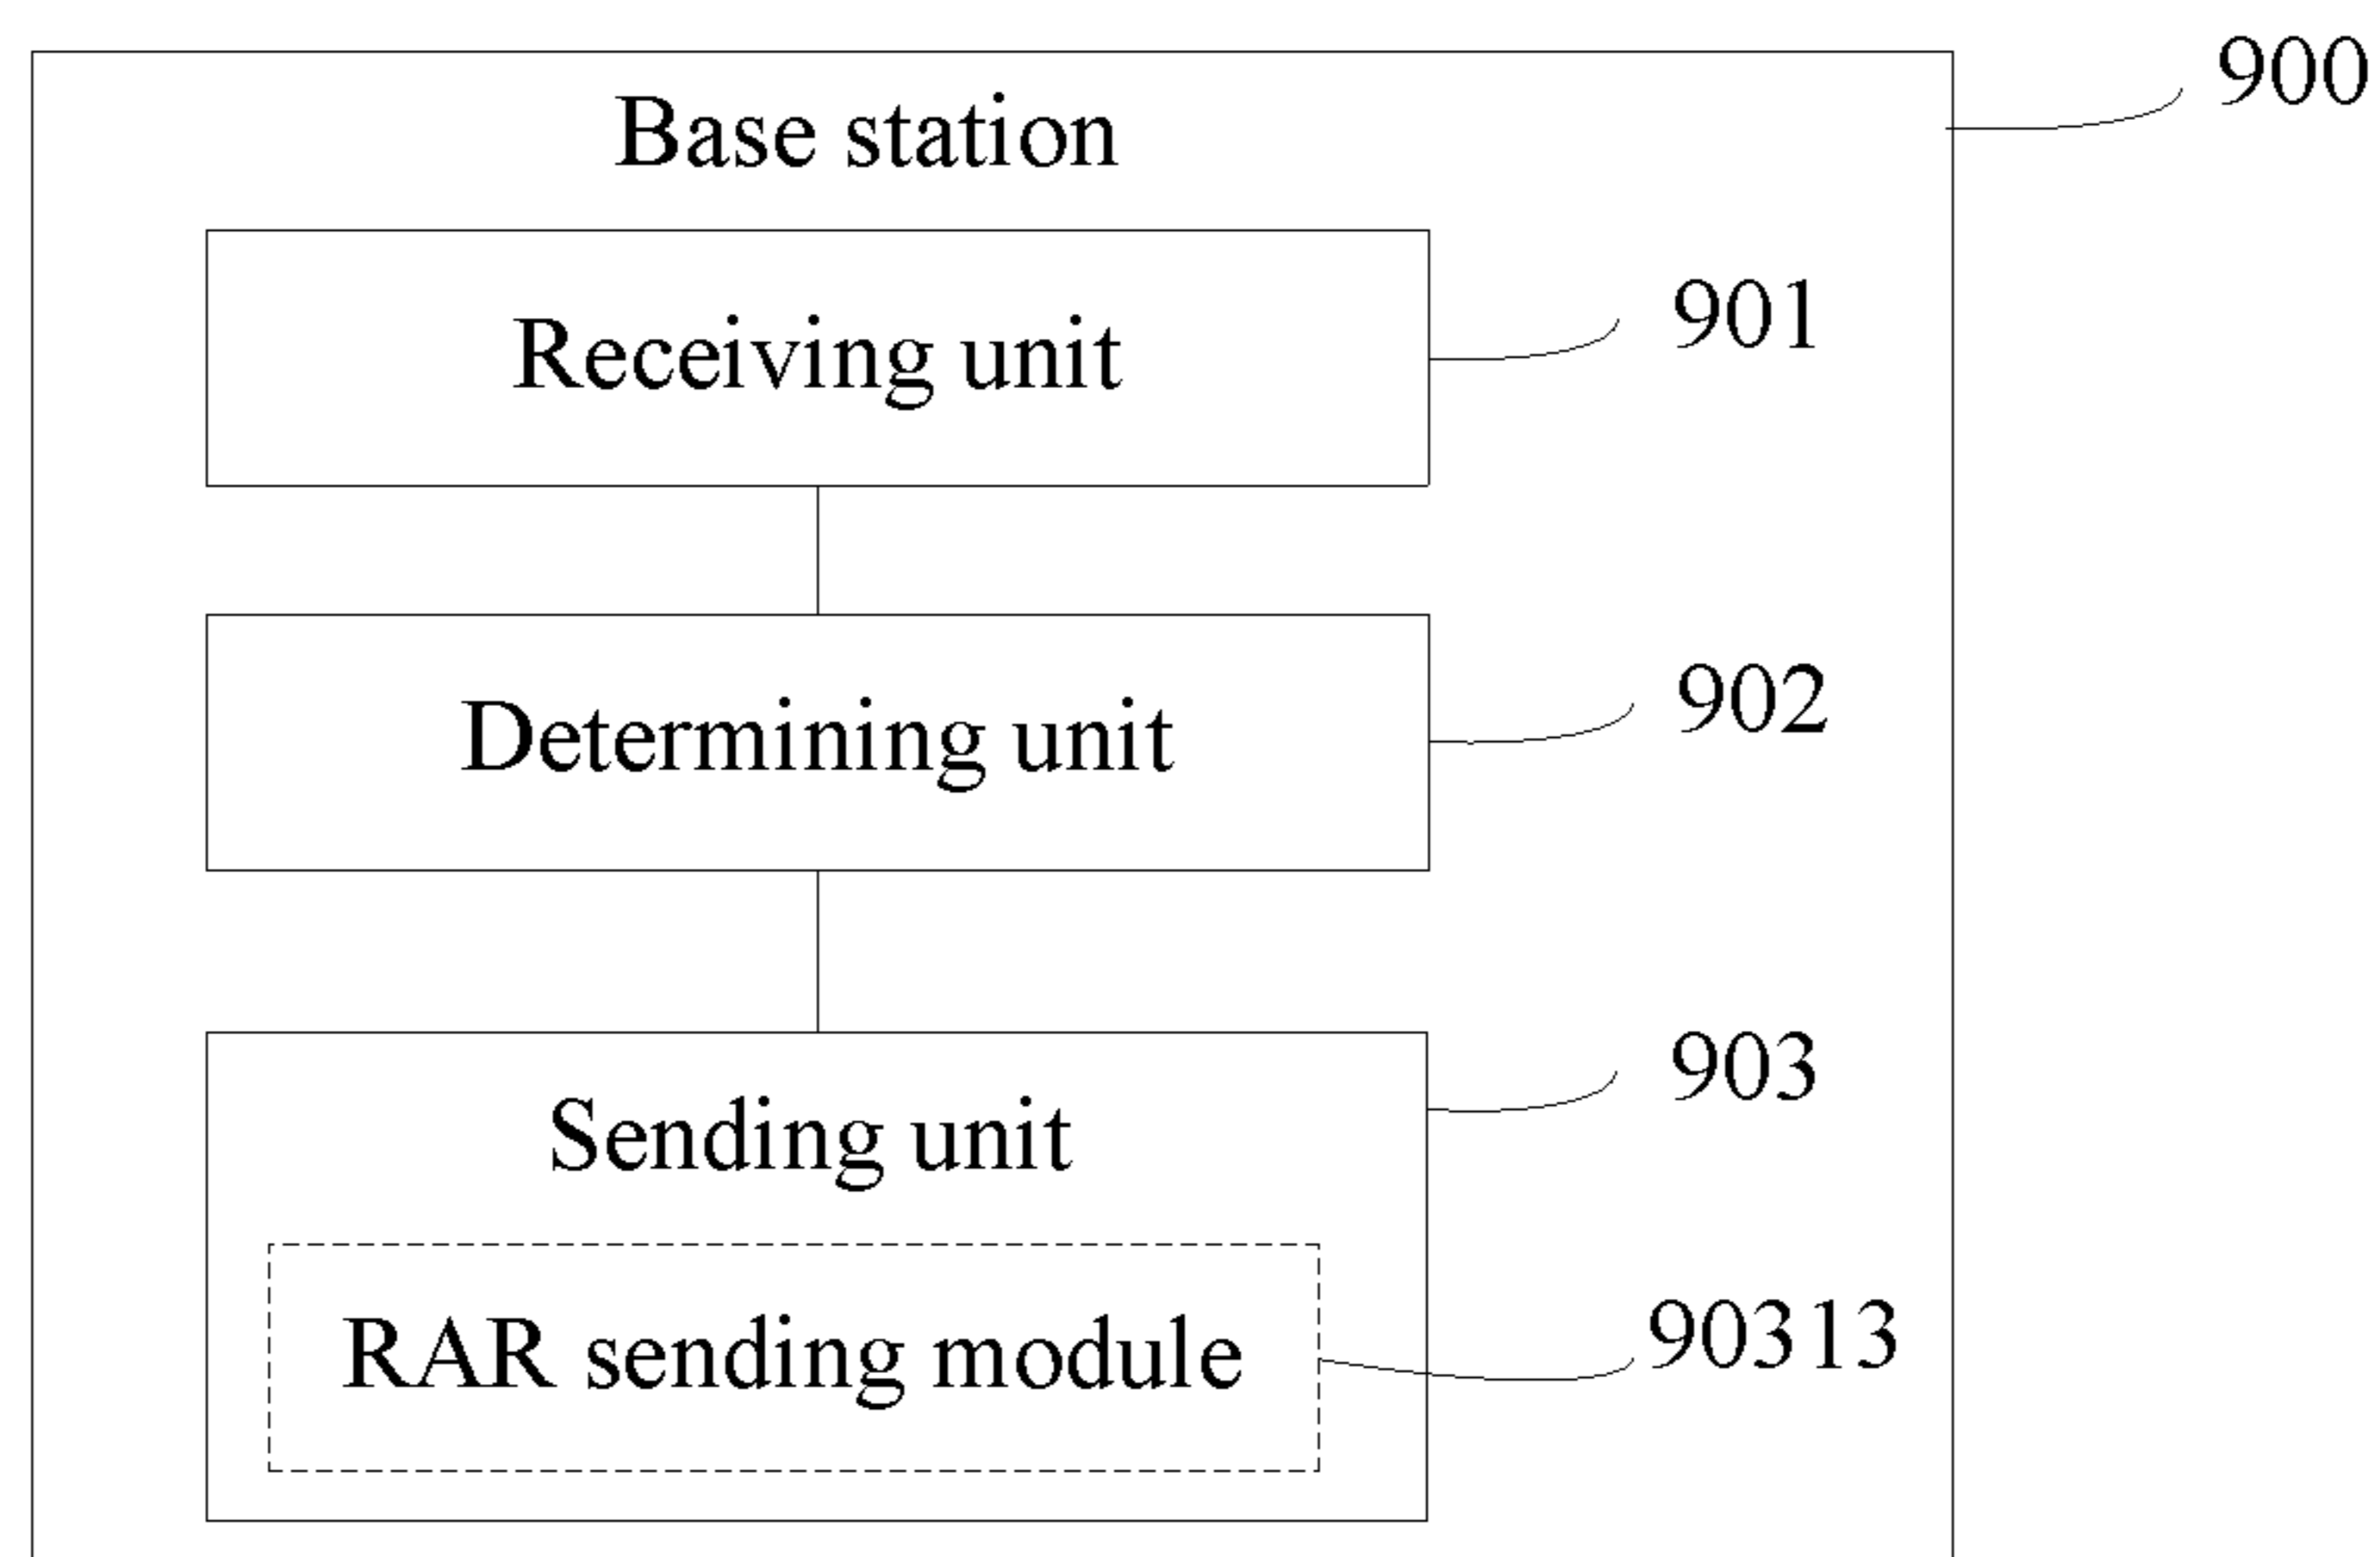 900
Base station
Receiving unit
901
Determining unit
902
903
Sending unit
RAR sending module
90313